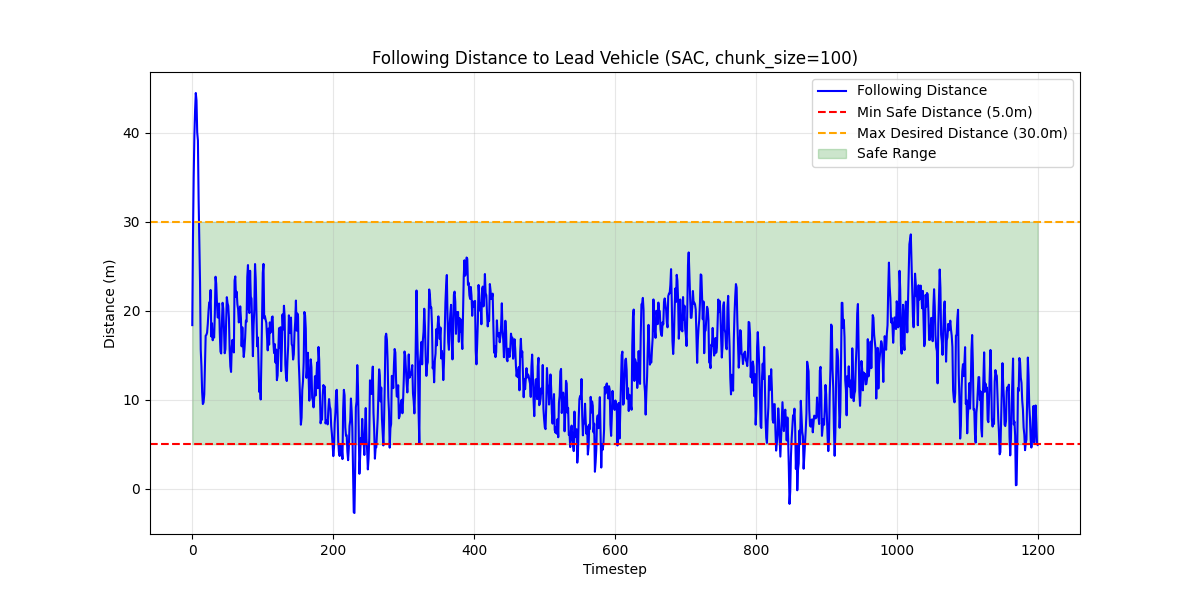 Following Distance to Lead Vehicle (SAC, chunk_size=100)
Following Distance
Min Safe Distance (5.0m)
Max Desired Distance (30.0m)
Safe Range
Distance (m)
40
30
20
10
0
0 200 400 600 800 1000 1200
Timestep